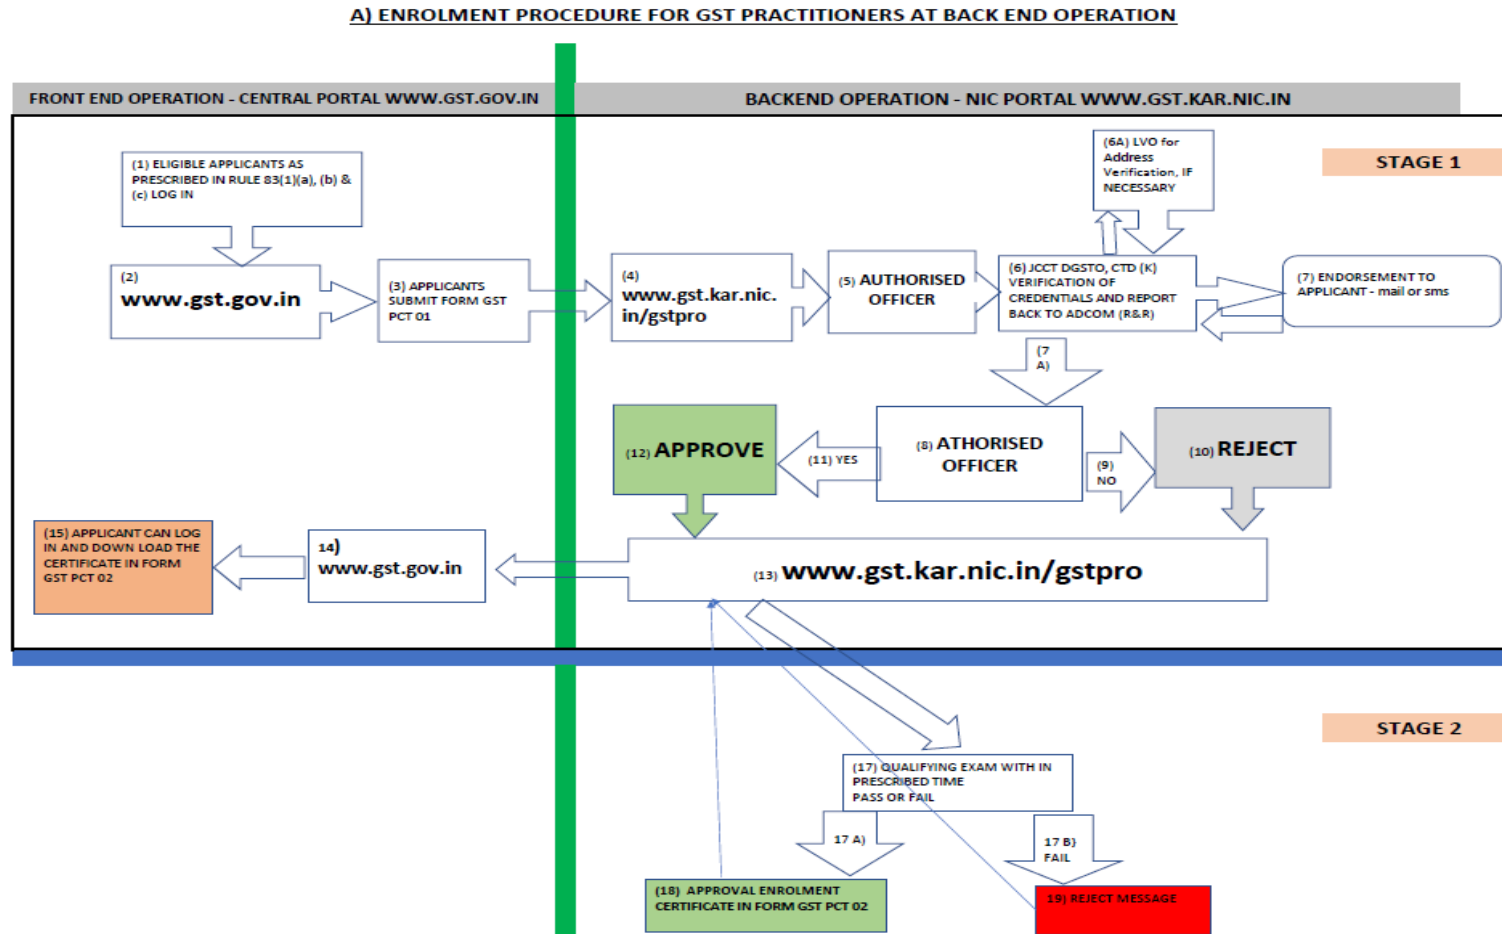 A) ENROLMENT PROCEDURE FOR GST PRACTITIONERS AT BACK END OPERATION
FRONT END OPERATION - CENTRAL PORTAL WWW.GST.GOV.IN
BACKEND OPERATION - NIC PORTAL WWW.GST.KAR.NIC.IN
STAGE 1
(1) ELIGIBLE APPLICANTS AS
PRESCRIBED IN RULE 83(1)(a), (b) &
(c) LOG IN
(2)
www.gst.gov.in
(3) APPLICANTS
SUBMIT FORM GST
PCT 01
(4)
www.gst.kar.nic.
in/gstpro
(5) AUTHORISED
OFFICER
(6A) LVO for
Address
Verification, IF
NECESSARY
(6) JCCT DGSTO, CTD (K)
VERIFICATION OF
CREDENTIALS AND REPORT
BACK TO ADCOM (R&R)
(7) ENDORSEMENT TO
APPLICANT - mail or sms
(7
A)
(8) ATHORISED
OFFICER
(9)
NO
(10) REJECT
(11) YES
(12) APPROVE
(13) www.gst.kar.nic.in/gstpro
14)
www.gst.gov.in
(15) APPLICANT CAN LOG
IN AND DOWN LOAD THE
CERTIFICATE IN FORM
GST PCT 02
STAGE 2
(17) QUALIFYING EXAM WITH IN
PRESCRIBED TIME
PASS OR FAIL
17 A)
17 B)
FAIL
(18) APPROVAL ENROLMENT
CERTIFICATE IN FORM GST PCT 02
19) REJECT MESSAGE